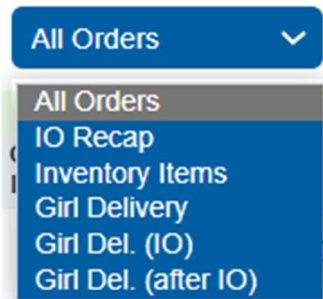 All Orders
All Orders
IO Recap
Inventory Items
Girl Delivery
Girl Del. (IO)
Girl Del. (after IO)